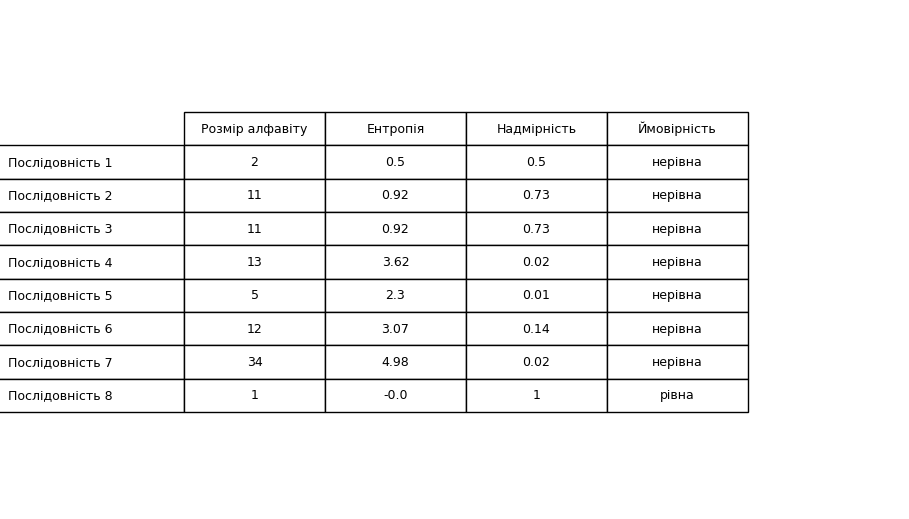 Розмір алфавіту Ентропія Надмірність Ймовірність
Послідовність 1 2 0.5 0.5 нерівна
Послідовність 2 11 0.92 0.73 нерівна
Послідовність 3 11 0.92 0.73 нерівна
Послідовність 4 13 3.62 0.02 нерівна
Послідовність 5 5 2.3 0.01 нерівна
Послідовність 6 12 3.07 0.14 нерівна
Послідовність 7 34 4.98 0.02 нерівна
Послідовність 8 1 -0.0 1 рівна